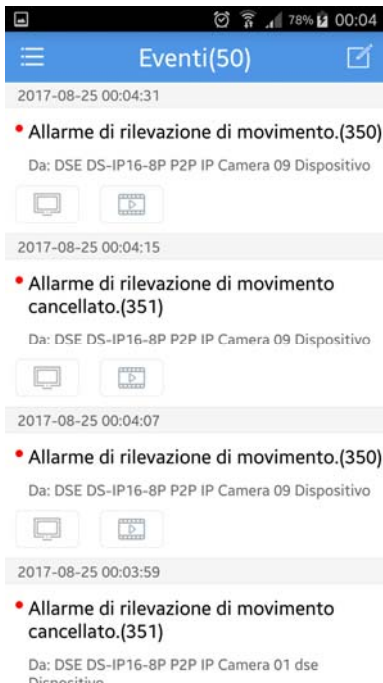 78% 00:04
Eventi(50)
2017-08-25 00:04:31
Allarme di rilevazione di movimento.(350)
Da: DSE DS-IP16-8P P2P IP Camera 09 Dispositivo
2017-08-25 00:04:15
Allarme di rilevazione di movimento
cancellato.(351)
Da: DSE DS-IP16-8P P2P IP Camera 09 Dispositivo
2017-08-25 00:04:07
Allarme di rilevazione di movimento.(350)
Da: DSE DS-IP16-8P P2P IP Camera 09 Dispositivo
2017-08-25 00:03:59
Allarme di rilevazione di movimento
cancellato.(351)
Da: DSE DS-IP16-8P P2P IP Camera 01 dse
Dispositivo